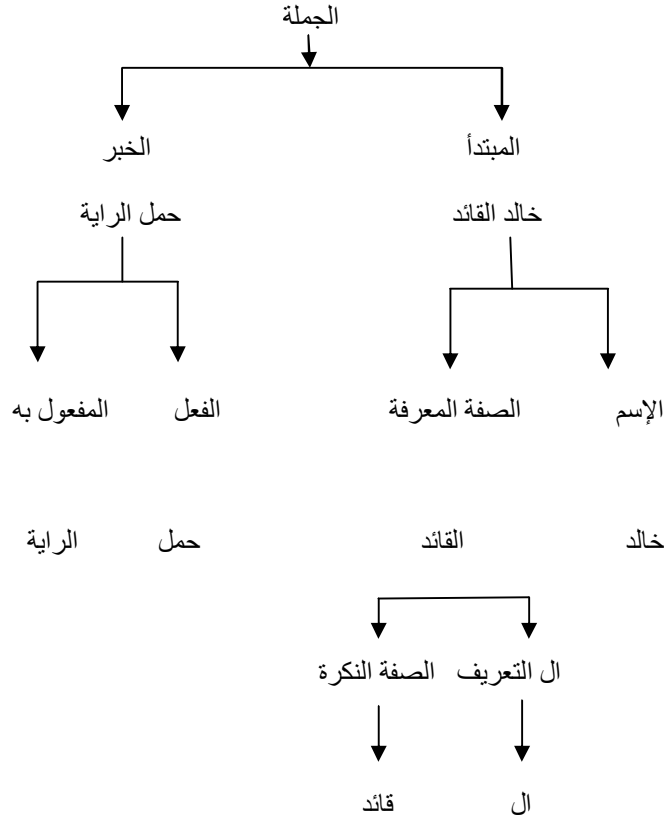 الجملة
المبتدأ الخبر
خالد القائد حمل الراية
الإسم الصفة المعرفة الفعل المفعول به
خالد القائد حمل الراية
ال التعريف الصفة النكرة
ال قائد